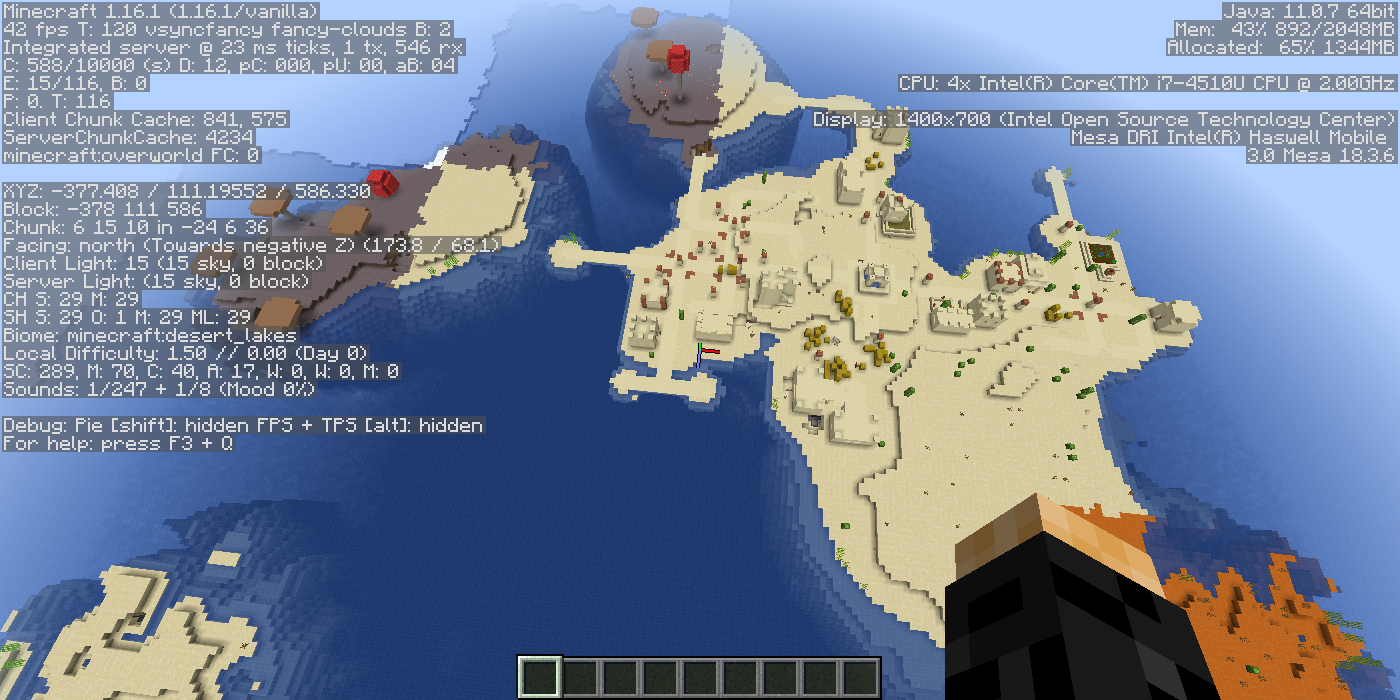 Minecraft 1.16.1 (1.16.1/vanilla)
42 fps T: 120 vsyncfancy fancy-clouds B: 2
Integrated server @ 23 ms ticks, 1 tx, 546 rx
C: 588/10000 (s) D: 12, pC: 000, pU: 00, aB: 04
E: 15/116, B: 0
P: 0. T: 116
Client Chunk Cache: 841, 575
ServerChunkCache: 4234
minecraft:overworld FC: 0
XYZ: -377.408 / 111.19552 / 586.330
Block: -378 111 586
Chunk: 6 15 10 in -24 6 36
Facing: north (Towards negative Z) (173.8 / 68.1)
Client Light: 15 (15 sky, 0 block)
Server Light: (15 sky, 0 block)
CH S: 29 M: 29
SH S: 29 O: 1 M: 29 ML: 29
Biome: minecraft:desert_lakes
Local Difficulty: 1.50 // 0.00 (Day 0)
SC: 289, M: 70, C: 40, A: 17, W: 0, W: 0, M: 0
Sounds: 1/247 + 1/8 (Mood 0%)
Debug: Pie [shift]: hidden FPS + TPS [alt]: hidden
For help: press F3 + Q
Java: 11.0.7 64bit
Mem: 43% 892/2048MB
Allocated: 65% 1344MB
CPU: 4x Intel(R) Core(TM) i7-4510U CPU @ 2.00GHz
Display: 1400x700 (Intel Open Source Technology Center)
Mesa DRI Intel(R) Haswell Mobile
3.0 Mesa 18.3.6